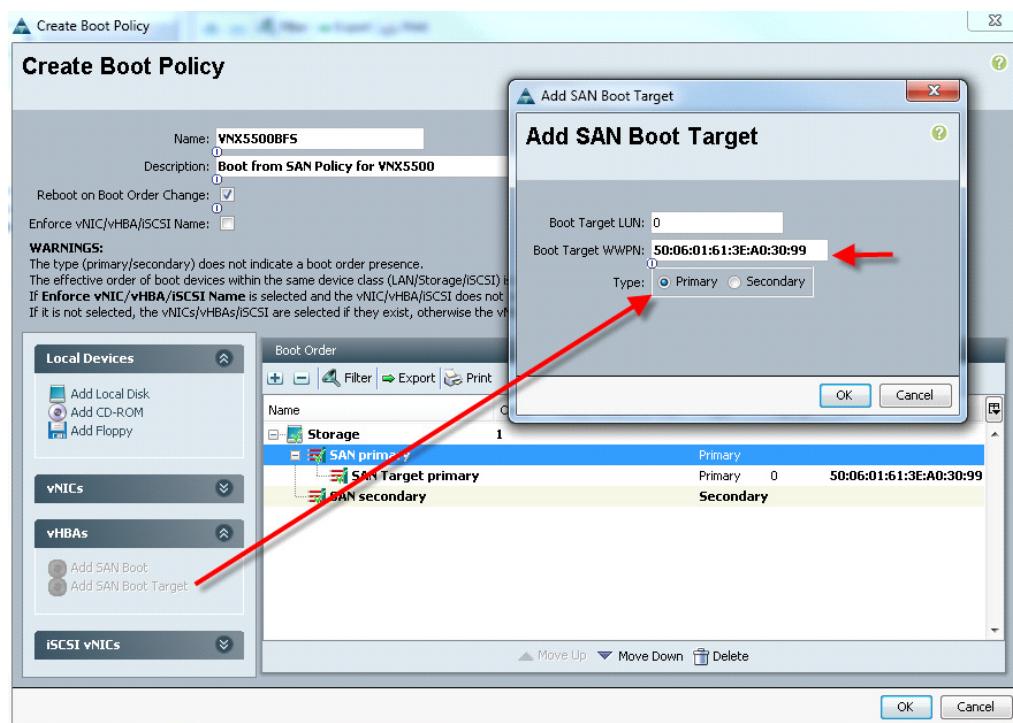 Create Boot Policy
Create Boot Policy
Name: VNX5500BFS
Description: Boot from SAN Policy for VNX5500
Reboot on Boot Order Change:
Enforce vNIC/vHBA/iSCSI Name:
WARNINGS:
The type (primary/secondary) does not indicate a boot order presence.
The effective order of boot devices within the same device class (LAN/Storage/iSCSI)
If Enforce vNIC/vHBA/iSCSI Name is selected and the vNIC/vHBA/iSCSI does not
If it is not selected, the vNICs/vHBAs/iSCSI are selected if they exist, otherwise the
Add SAN Boot Target
Add SAN Boot Target
Boot Target LUN: 0
Boot Target WWPN: 50:06:01:61:3E:A0:30:99
Type: Primary Secondary
OK Cancel
Local Devices
Add Local Disk
Add CD-ROM
Add Floppy
vNICs
vHBAs
Add SAN Boot
Add SAN Boot Target
iSCSI vNICs
Boot Order
+ - Filter Export Print
Name
Storage 1
SAN primary Primary
SAN Target primary Primary 0 50:06:01:61:3E:A0:30:99
SAN secondary Secondary
Move Up Move Down Delete
OK Cancel